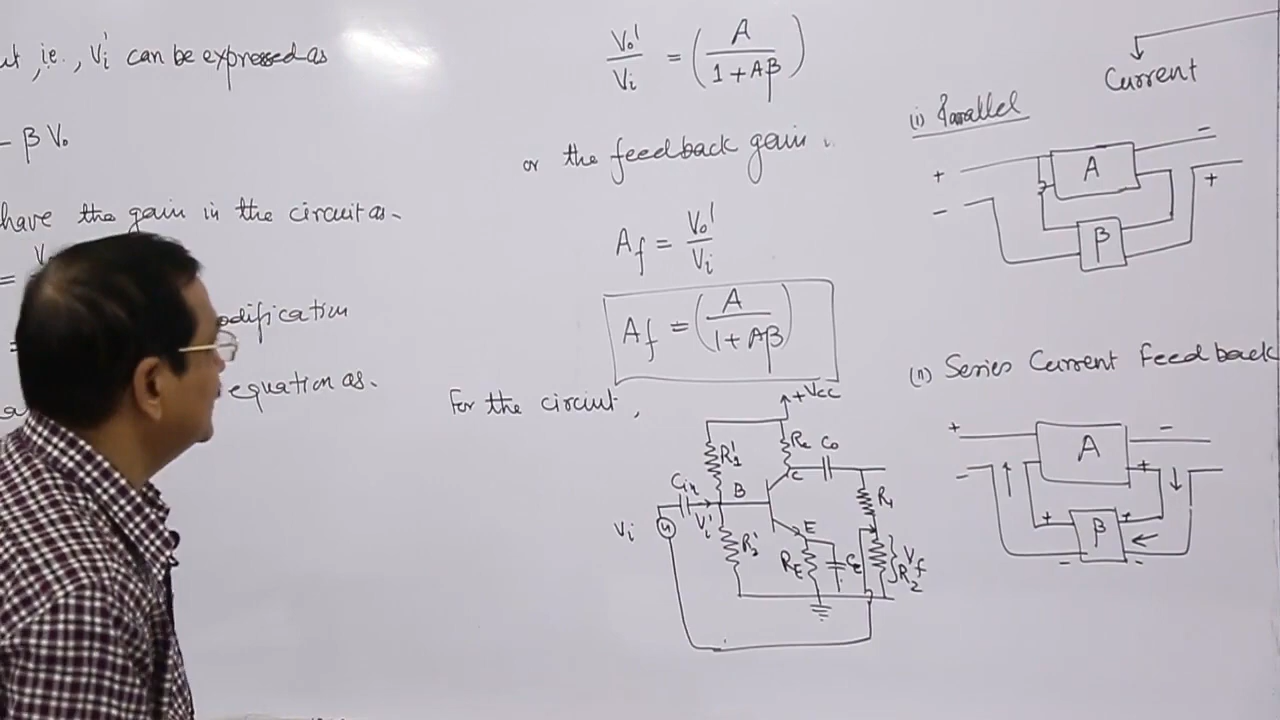 ut, ie., Vi' can be expressed as
- β Vo
have the gain in the circuit as -
V
=
=
odification
equation as.
Vo'/Vi = (A/(1 + Aβ))
or the feedback gain.
Af = Vo'/Vi
Af = (A/(1 + Aβ))
For the circuit,
+Vcc
R1'
Rc
Co
C
Cin
B
R1
Vi
Vi'
E
R2'
RE
CE
Vf
R2
Current
(i) Parallel
+
-
A
-
+
β
(ii) Series Current Feedback
+
-
A
-
+
+
β
+
-
-